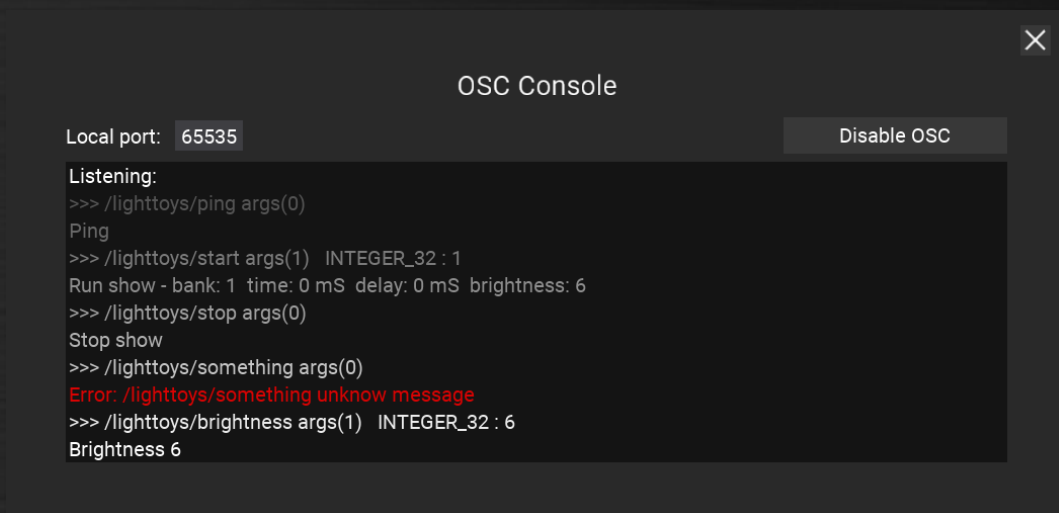 OSC Console
Local port: 65535 Disable OSC
Listening:
>>> /lighttoys/ping args(0)
Ping
>>> /lighttoys/start args(1) INTEGER_32 : 1
Run show - bank: 1 time: 0 mS delay: 0 mS brightness: 6
>>> /lighttoys/stop args(0)
Stop show
>>> /lighttoys/something args(0)
Error: /lighttoys/something unknow message
>>> /lighttoys/brightness args(1) INTEGER_32 : 6
Brightness 6